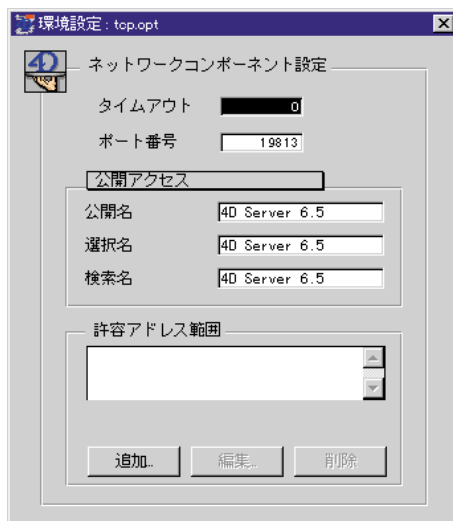 環境設定 : tcp.opt
4D
ネットワークコンポーネント設定
タイムアウト 0
ポート番号 19813
公開アクセス
公開名 4D Server 6.5
選択名 4D Server 6.5
検索名 4D Server 6.5
許容アドレス範囲
追加... 編集... 削除